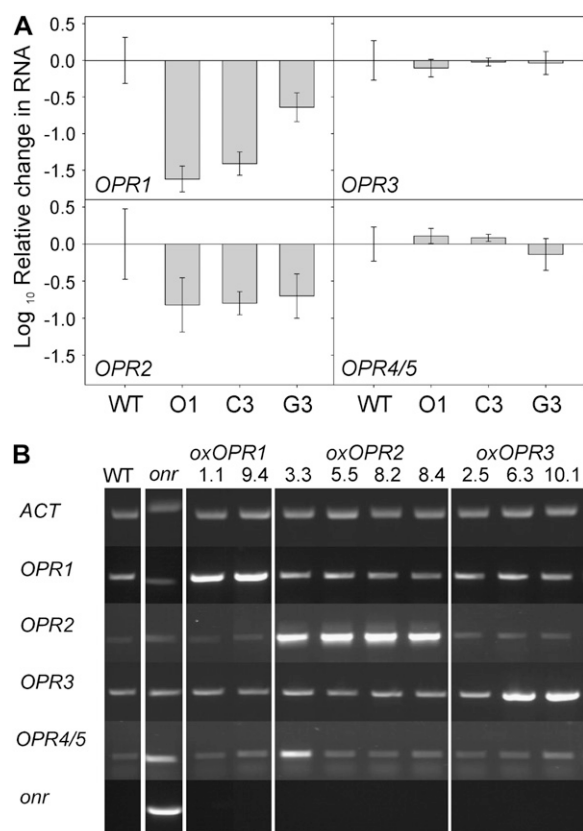 A
Log 10 Relative change in RNA
0.5
0.0
-0.5
-1.0
-1.5
OPR1
OPR3
0.5
0.0
-0.5
-1.0
-1.5
OPR2
OPR4/5
WT O1 C3 G3 WT O1 C3 G3
B
oxOPR1 oxOPR2 oxOPR3
WT onr 1.1 9.4 3.3 5.5 8.2 8.4 2.5 6.3 10.1
ACT
OPR1
OPR2
OPR3
OPR4/5
onr